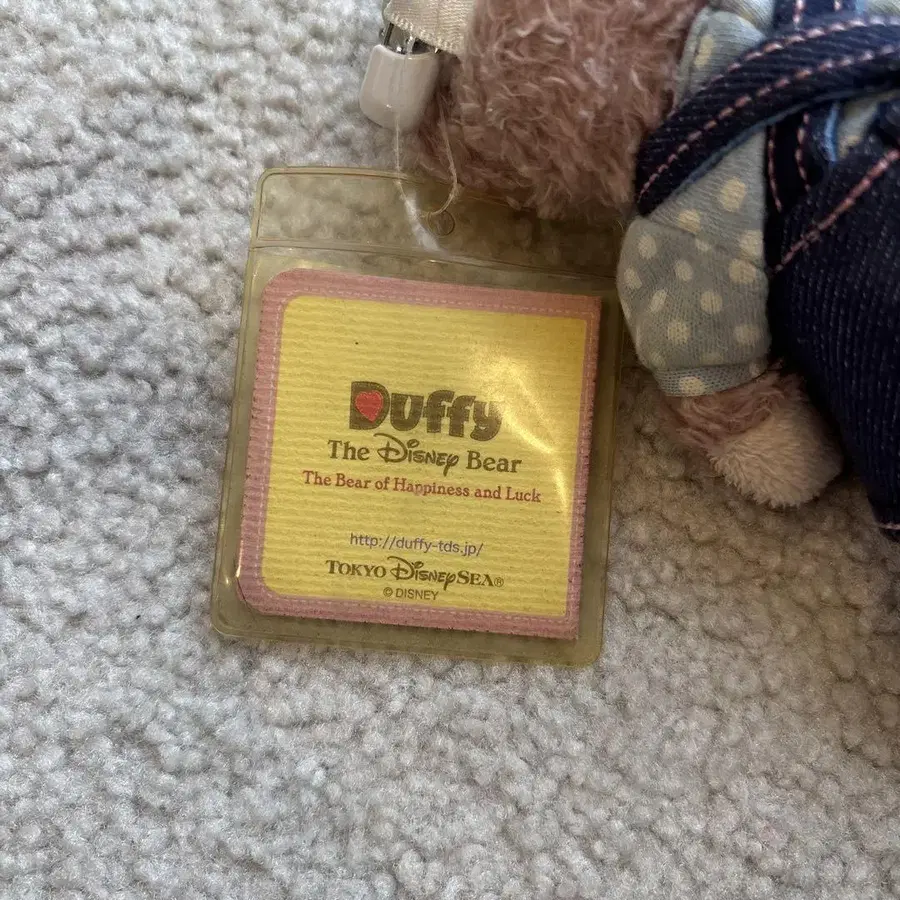 Duffy
The Disney Bear
The Bear of Happiness and Luck
http://duffy-tds.jp/
TOKYO DISNEYSEA®
© DISNEY